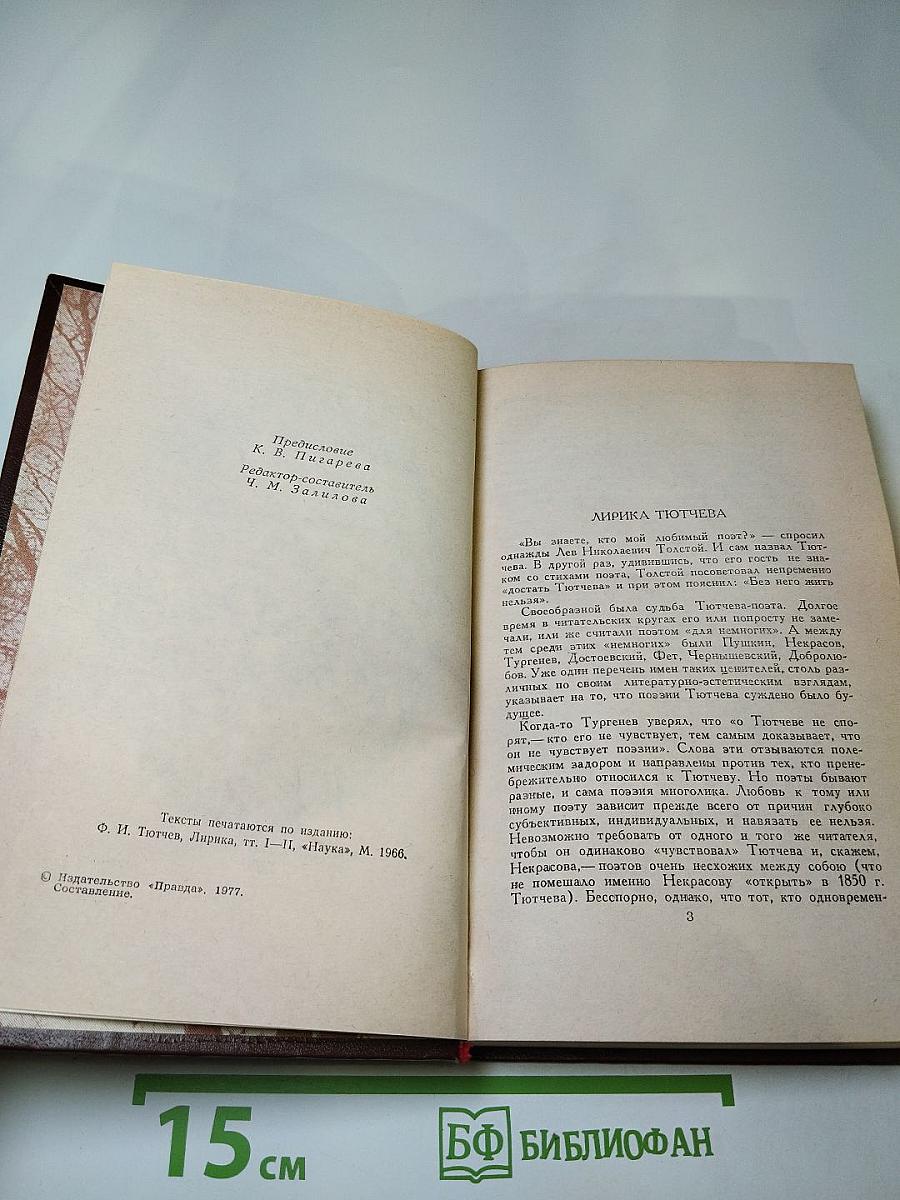 Предисловие
К. В. Пигарева
Редактор-составитель
Ч. М. Залилова
Тексты печатаются по изданию:
Ф. И. Тютчев, Лирика, тт. I—II, «Наука», М. 1966.
© Издательство «Правда». 1977.
Составление.
ЛИРИКА ТЮТЧЕВА
«Вы знаете, кто мой любимый поэт?» — спросил
однажды Лев Николаевич Толстой. И сам назвал Тют-
чева. В другой раз, удивившись, что его гость не зна-
ком со стихами поэта, Толстой посоветовал непременно
«достать Тютчева» и при этом пояснил: «Без него жить
нельзя».
Своеобразной была судьба Тютчева-поэта. Долгое
время в читательских кругах его или попросту не заме-
чали, или же считали поэтом «для немногих». А между
тем среди этих «немногих» были Пушкин, Некрасов,
Тургенев, Достоевский, Фет, Чернышевский, Добролю-
бов. Уже один перечень имен таких ценителей, столь раз-
личных по своим литературно-эстетическим взглядам,
указывает на то, что поэзии Тютчева суждено было бу-
дущее.
Когда-то Тургенев уверял, что «о Тютчеве не спо-
рят,— кто его не чувствует, тем самым доказывает, что
он не чувствует поэзии». Слова эти отзываются поле-
мическим задором и направлены против тех, кто прене-
брежительно относился к Тютчеву. Но поэты бывают
разные, и сама поэзия многолика. Любовь к тому или
иному поэту зависит прежде всего от причин глубоко
субъективных, индивидуальных, и навязать ее нельзя.
Невозможно требовать от одного и того же читателя,
чтобы он одинаково «чувствовал» Тютчева и, скажем,
Некрасова,— поэтов очень несхожих между собою (что
не помешало именно Некрасову «открыть» в 1850 г.
Тютчева). Бесспорно, однако, что тот, кто одновремен-
3
15 см
БФ БИБЛИОФАН